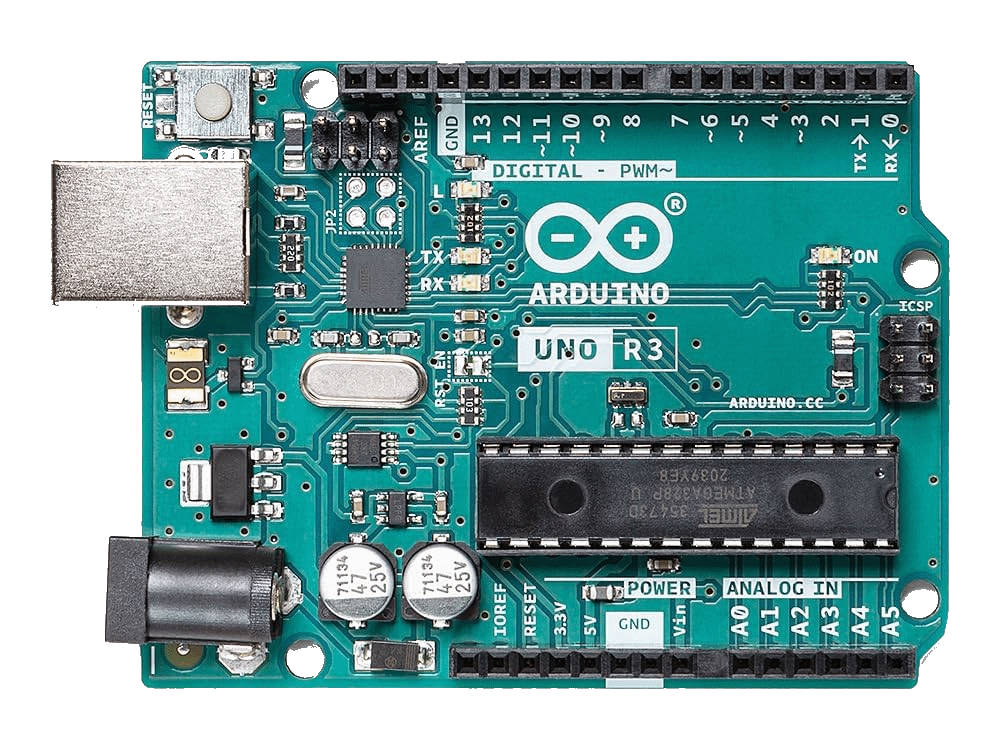 RESET
AREF
GND
13
12
~11
~10
~9
8
7
~6
~5
4
~3
2
TX→1
RX←0
DIGITAL - PWM~
L
JP2
TX
RX
®
ARDUINO
ON
ICSP
UNO R3
RST EN
ARDUINO.CC
8
ATMEL
354730
ATMEGA328P U
2039YE8
71134
47
25V
71134
47
25V
POWER
ANALOG IN
IOREF
RESET
3.3V
5V
GND
Vin
A0
A1
A2
A3
A4
A5